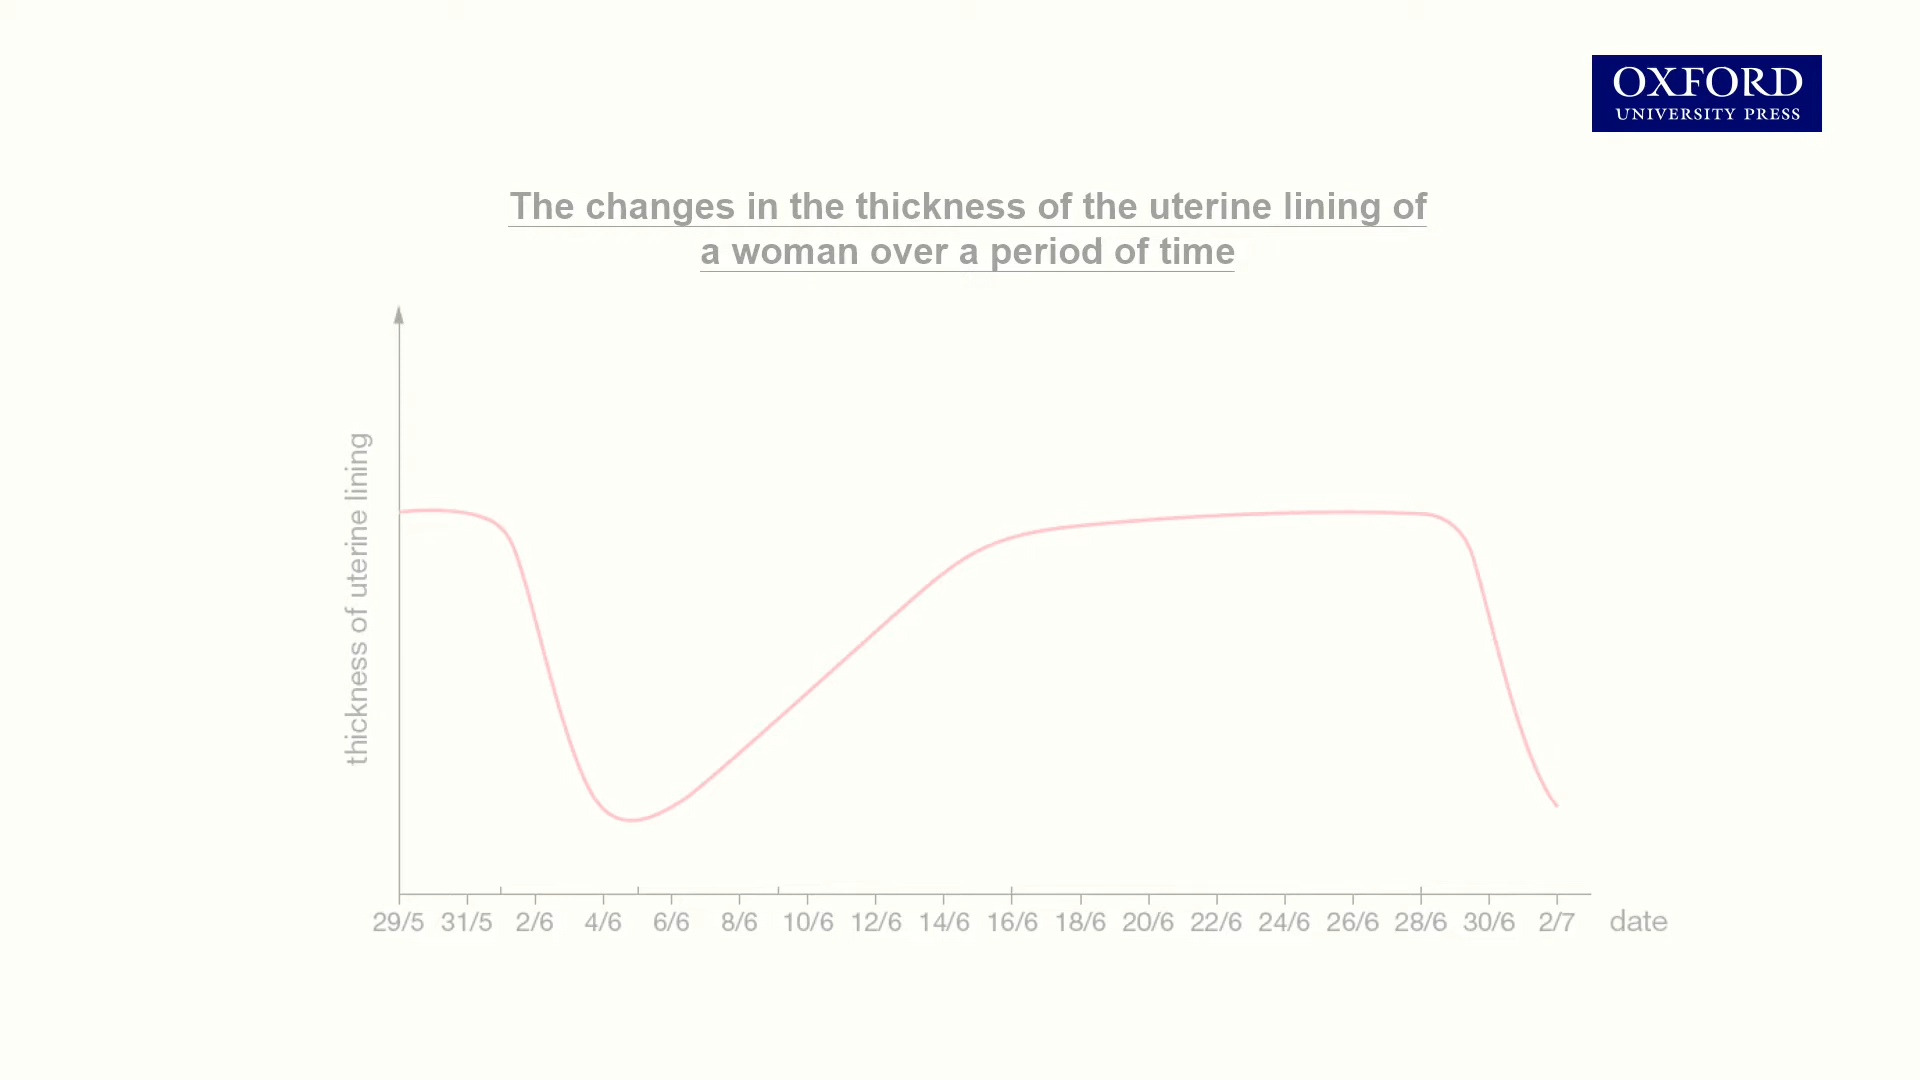 OXFORD
UNIVERSITY PRESS
The changes in the thickness of the uterine lining of
a woman over a period of time
thickness of uterine lining
29/5 31/5 2/6 4/6 6/6 8/6 10/6 12/6 14/6 16/6 18/6 20/6 22/6 24/6 26/6 28/6 30/6 2/7 date